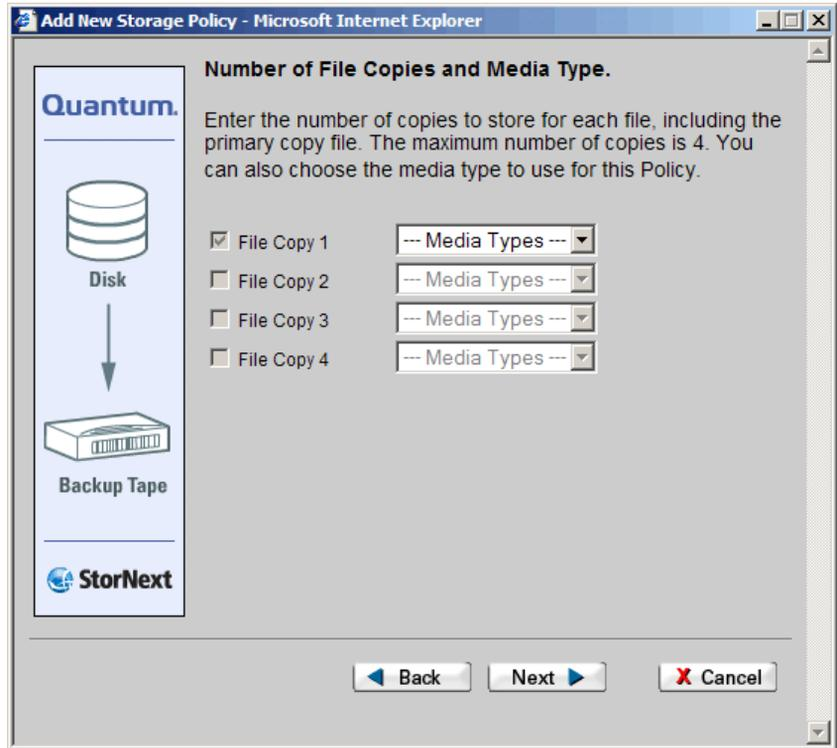 Add New Storage Policy - Microsoft Internet Explorer
Quantum.
Disk
Backup Tape
StorNext
Number of File Copies and Media Type.
Enter the number of copies to store for each file, including the
primary copy file. The maximum number of copies is 4. You
can also choose the media type to use for this Policy.
File Copy 1 --- Media Types ---
File Copy 2 --- Media Types ---
File Copy 3 --- Media Types ---
File Copy 4 --- Media Types ---
Back Next X Cancel